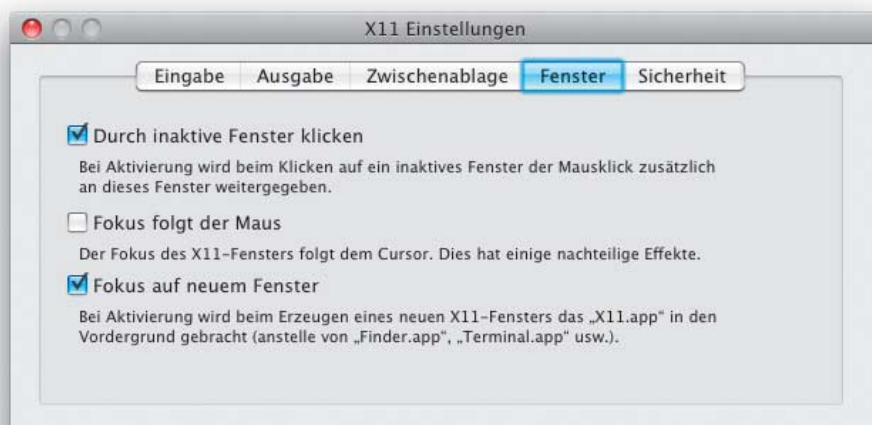 X11 Einstellungen
Eingabe Ausgabe Zwischenablage Fenster Sicherheit
Durch inaktive Fenster klicken
Bei Aktivierung wird beim Klicken auf ein inaktives Fenster der Mausklick zusätzlich
an dieses Fenster weitergegeben.
Fokus folgt der Maus
Der Fokus des X11-Fensters folgt dem Cursor. Dies hat einige nachteilige Effekte.
Fokus auf neuem Fenster
Bei Aktivierung wird beim Erzeugen eines neuen X11-Fensters das „X11.app" in den
Vordergrund gebracht (anstelle von „Finder.app", „Terminal.app" usw.).